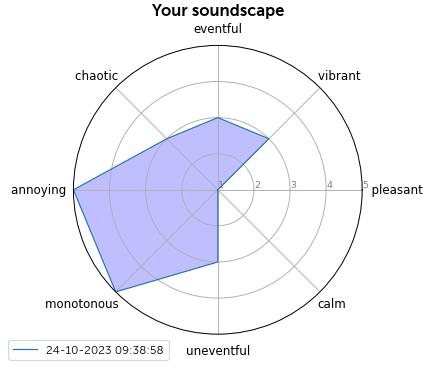 Your soundscape
eventful
chaotic
vibrant
annoying
1
2
3
4
5
pleasant
monotonous
calm
uneventful
24-10-2023 09:38:58